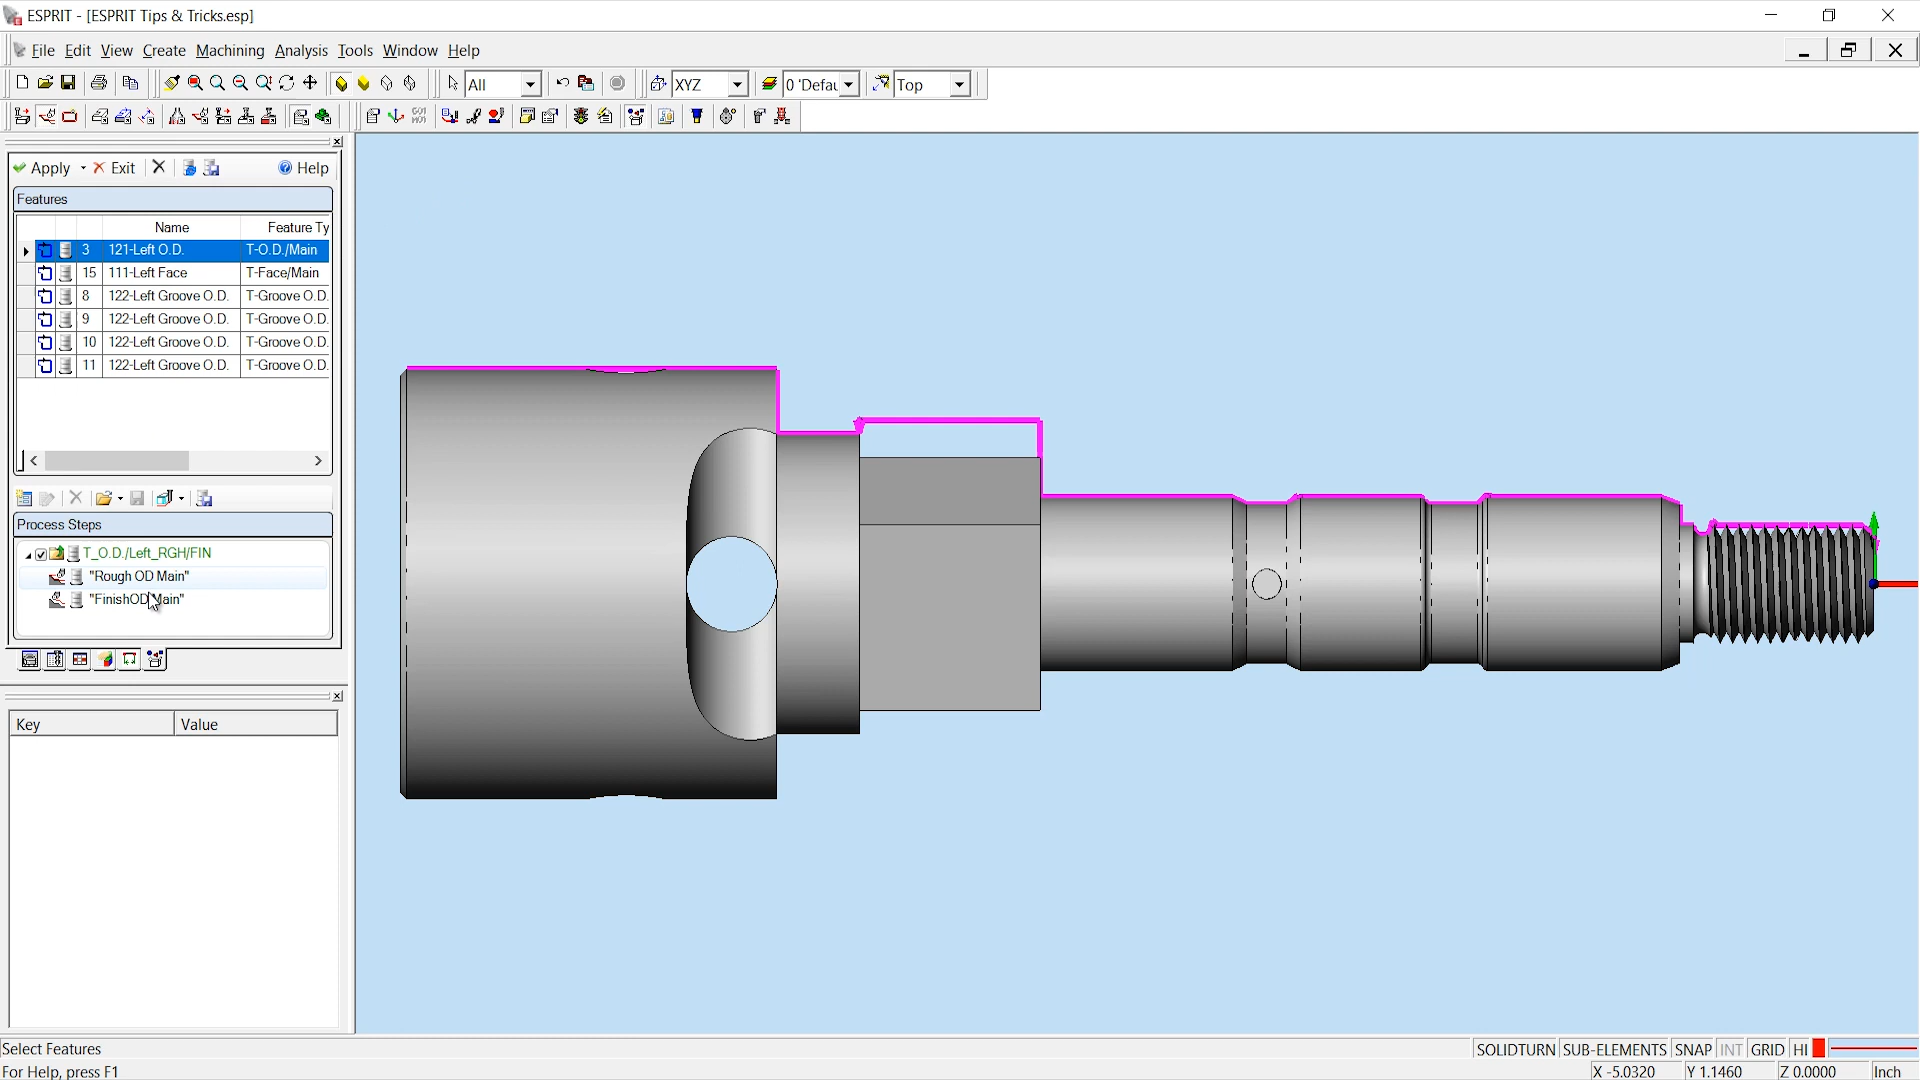 ESPRIT - [ESPRIT Tips & Tricks.esp]
File Edit View Create Machining Analysis Tools Window Help
All XYZ 0 'Defau Top
Apply Exit Help
Features
Name Feature Ty
3 121-Left O.D. T-O.D./Main
15 111-Left Face T-Face/Main
8 122-Left Groove O.D. T-Groove O.D.
9 122-Left Groove O.D. T-Groove O.D.
10 122-Left Groove O.D. T-Groove O.D.
11 122-Left Groove O.D. T-Groove O.D.
Process Steps
T_O.D./Left_RGH/FIN
"Rough OD Main"
"FinishOD Main"
Key Value
Select Features SOLIDTURN SUB-ELEMENTS SNAP INT GRID HI
For Help, press F1 X -5.0320 Y 1.1460 Z 0.0000 Inch